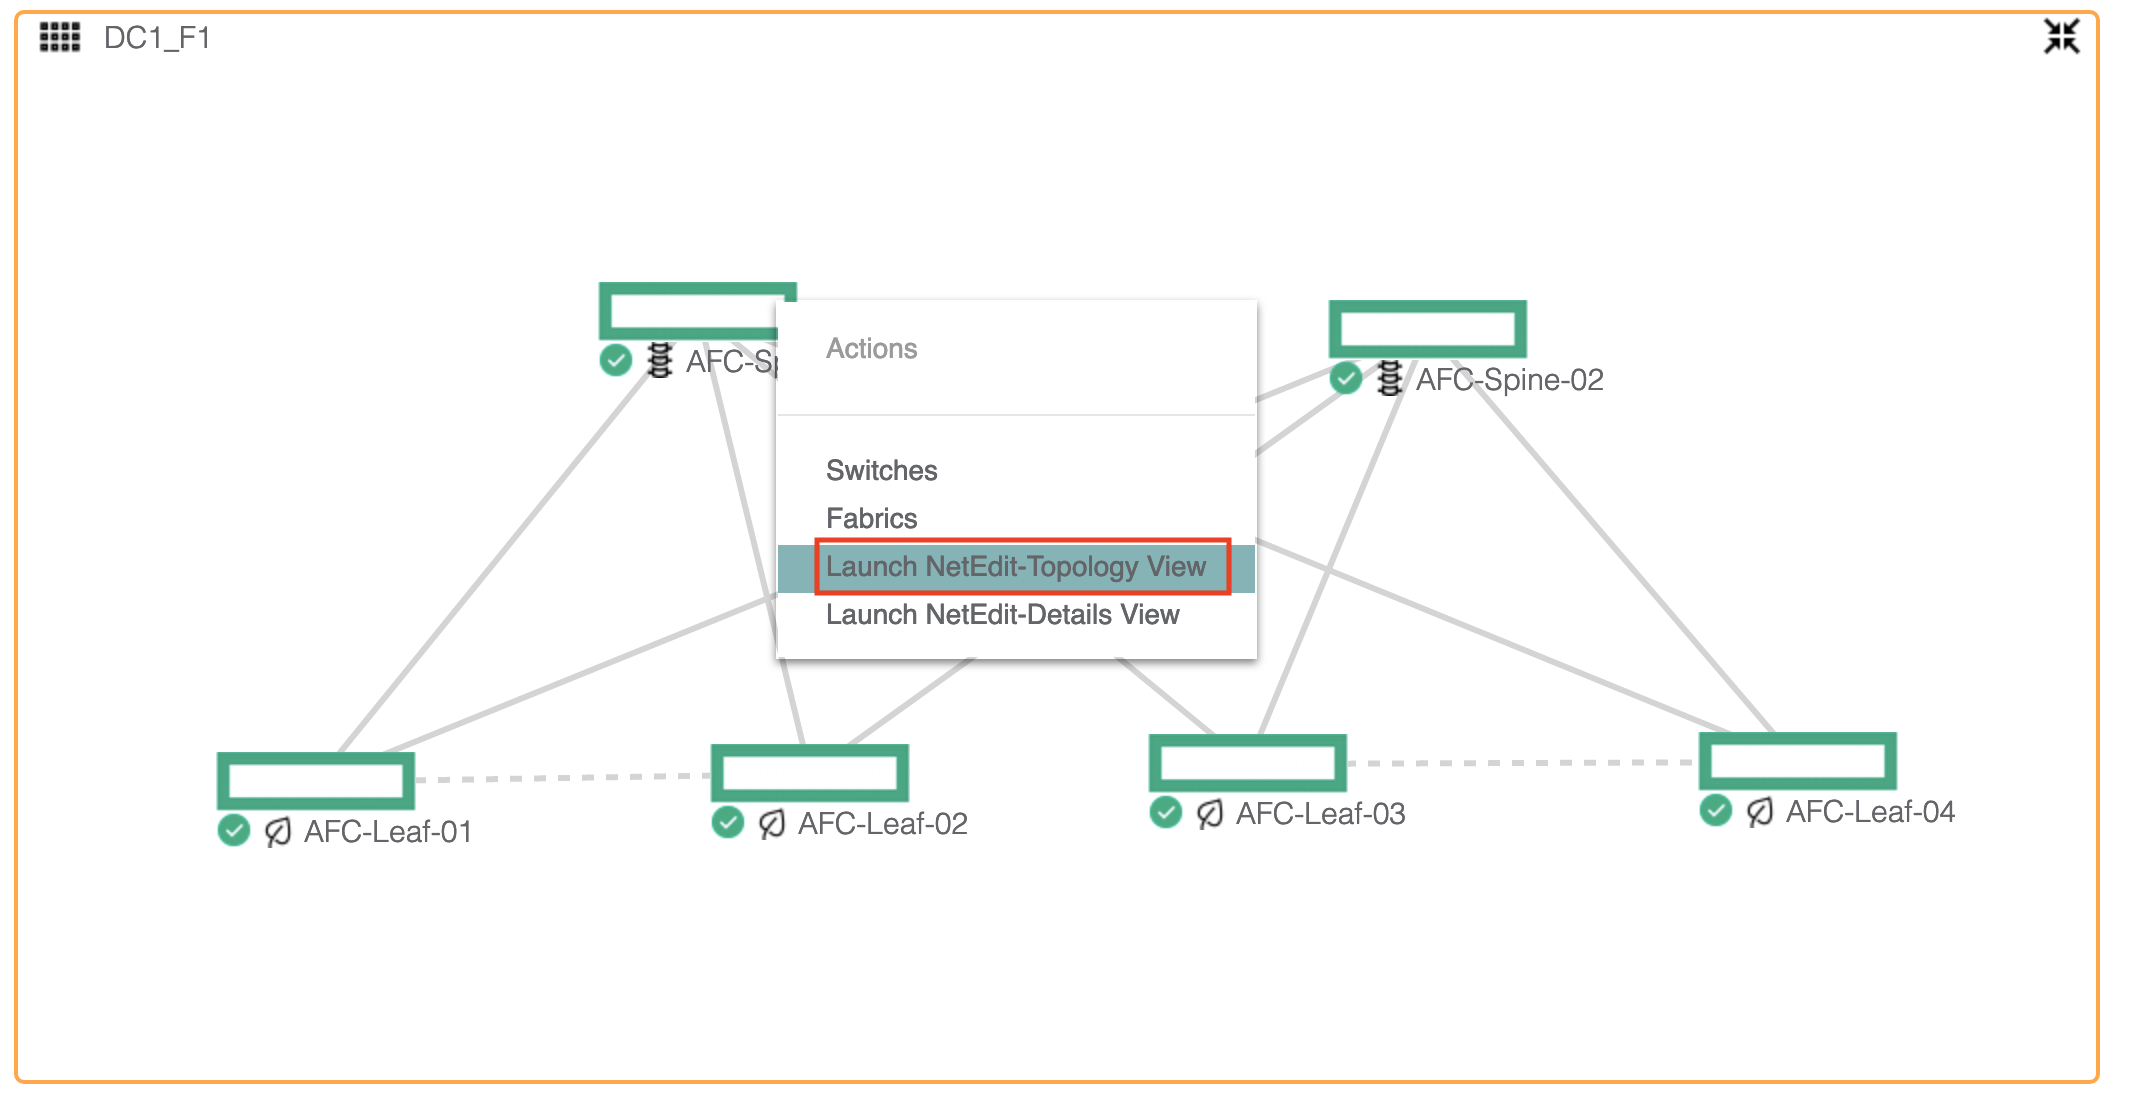 DC1_F1
AFC-Sp
Actions
Switches
Fabrics
Launch NetEdit-Topology View
Launch NetEdit-Details View
AFC-Spine-02
AFC-Leaf-01
AFC-Leaf-02
AFC-Leaf-03
AFC-Leaf-04